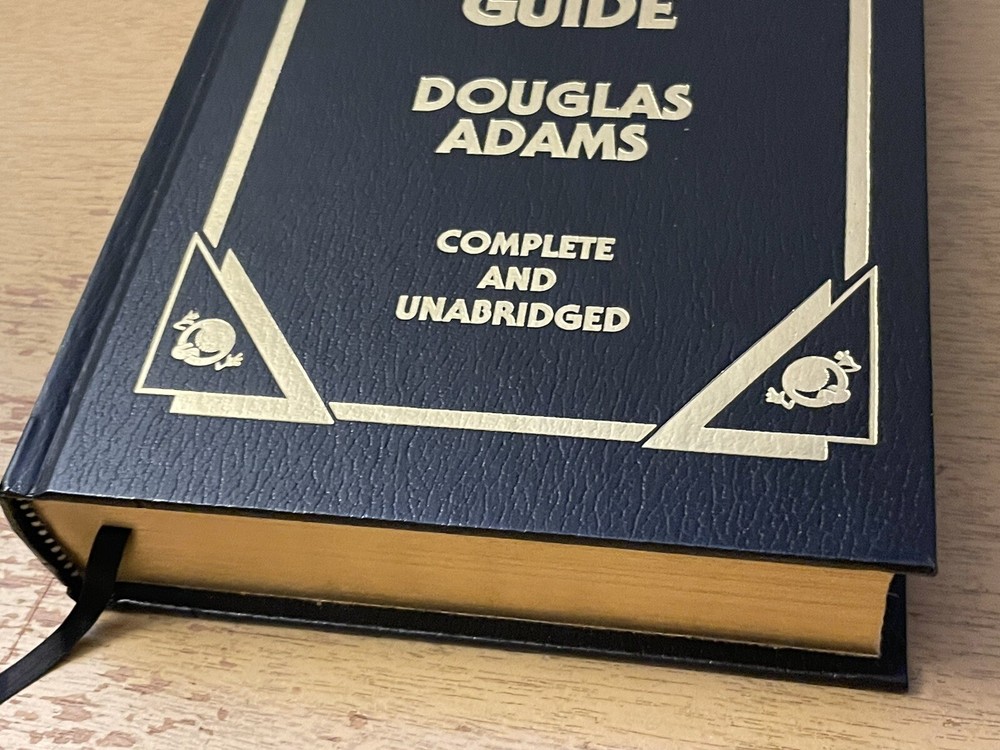 GUIDE
DOUGLAS
ADAMS
COMPLETE
AND
UNABRIDGED